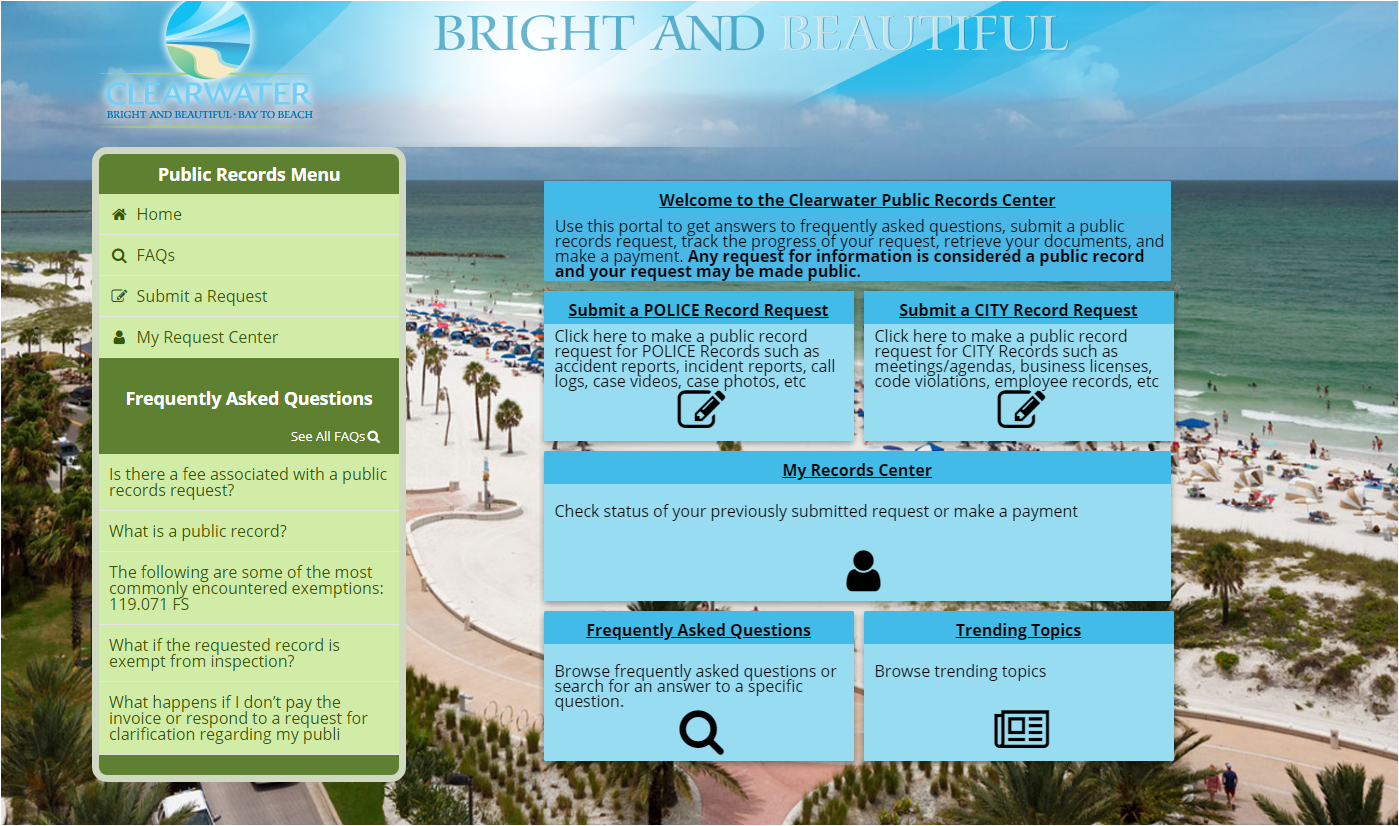 BRIGHT AND BEAUTIFUL
CLEARWATER
BRIGHT AND BEAUTIFUL • BAY TO BEACH
Public Records Menu
Home
FAQs
Submit a Request
My Request Center
Frequently Asked Questions
See All FAQs
Is there a fee associated with a public
records request?
What is a public record?
The following are some of the most
commonly encountered exemptions:
119.071 FS
What if the requested record is
exempt from inspection?
What happens if I don't pay the
invoice or respond to a request for
clarification regarding my publi
Welcome to the Clearwater Public Records Center
Use this portal to get answers to frequently asked questions, submit a public
records request, track the progress of your request, retrieve your documents, and
make a payment. Any request for information is considered a public record
and your request may be made public.
Submit a POLICE Record Request
Click here to make a public record
request for POLICE Records such as
accident reports, incident reports, call
logs, case videos, case photos, etc
Submit a CITY Record Request
Click here to make a public record
request for CITY Records such as
meetings/agendas, business licenses,
code violations, employee records, etc
My Records Center
Check status of your previously submitted request or make a payment
Frequently Asked Questions
Browse frequently asked questions or
search for an answer to a specific
question.
Trending Topics
Browse trending topics